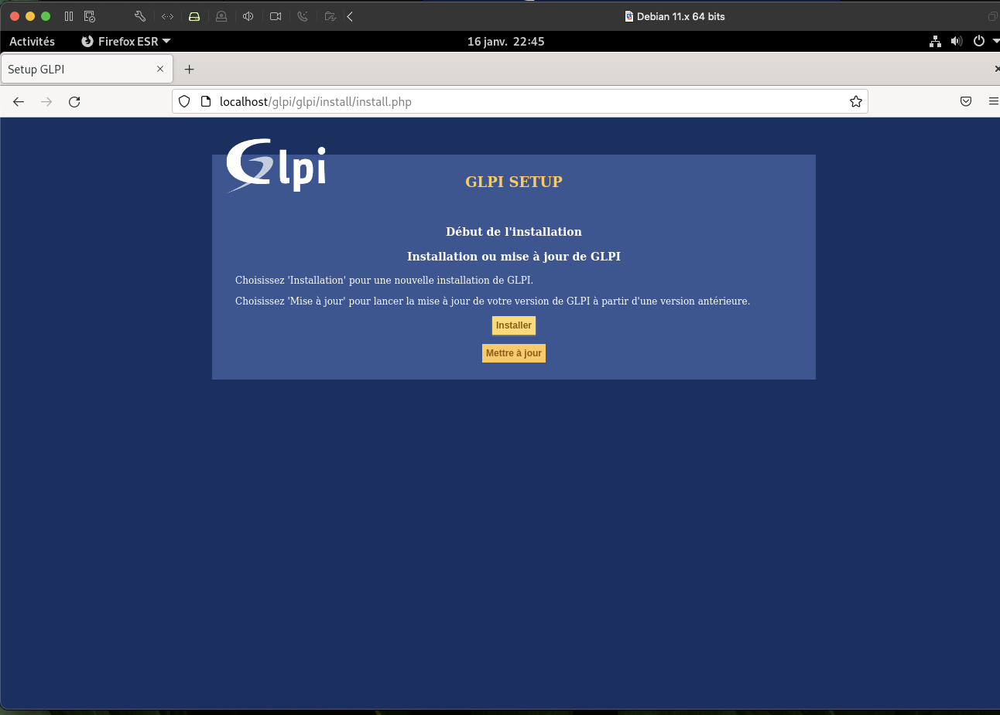 Debian 11.x 64 bits
Activités Firefox ESR 16 janv. 22:45
Setup GLPI
localhost/glpi/glpi/install/install.php
Glpi
GLPI SETUP
Début de l'installation
Installation ou mise à jour de GLPI
Choisissez 'Installation' pour une nouvelle installation de GLPI.
Choisissez 'Mise à jour' pour lancer la mise à jour de votre version de GLPI à partir d'une version antérieure.
Installer
Mettre à jour